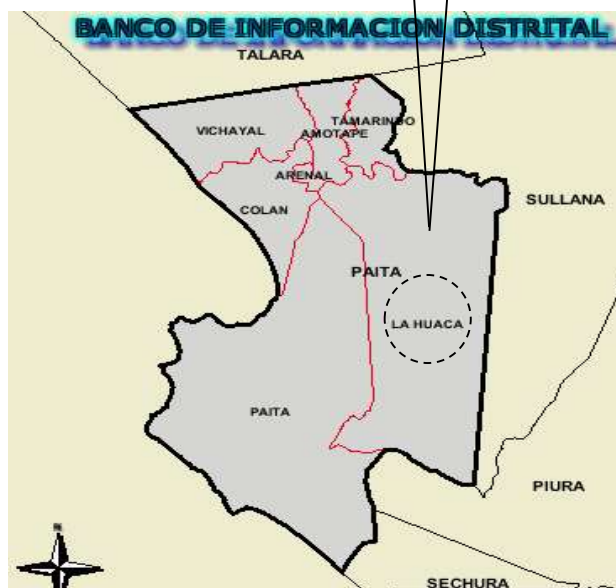 BANCO DE INFORMACION DISTRITAL
TALARA
TAMARINDO
VICHAYAL
AMOTAPE
ARENAL
SULLANA
COLAN
PAITA
LA HUACA
PAITA
PIURA
N
SECHURA